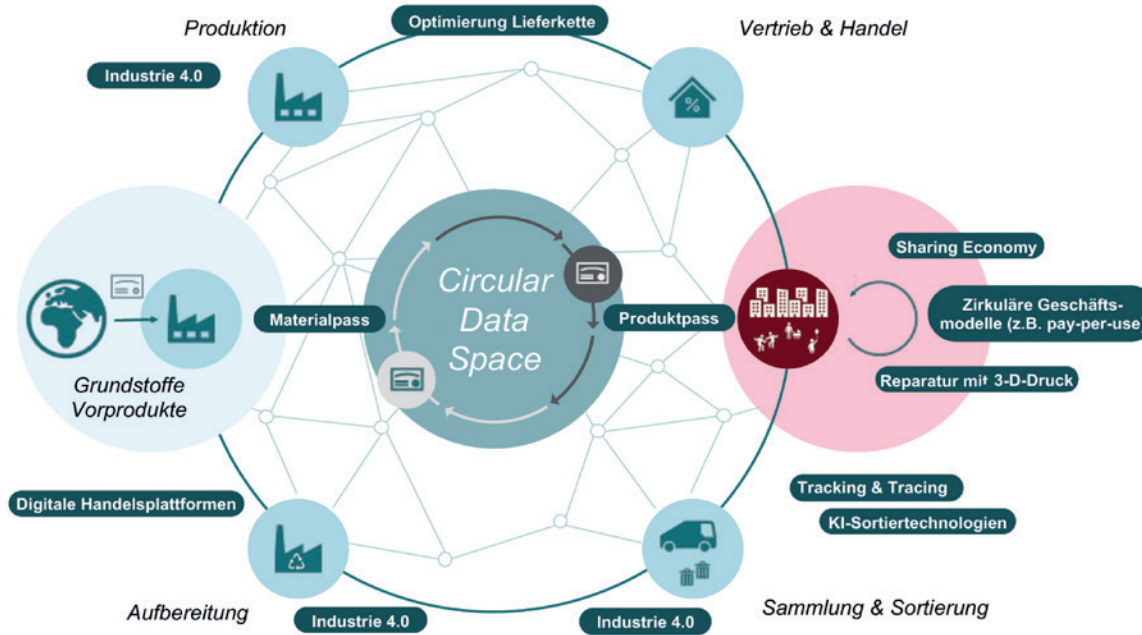 Produktion
Optimierung Lieferkette
Vertrieb & Handel
Industrie 4.0
%
Sharing Economy
Circular
Data
Space
Materialpass
Produktpass
Zirkuläre Geschäfts-
modelle (z.B. pay-per-use)
Reparatur mit 3-D-Druck
Grundstoffe
Vorprodukte
Digitale Handelsplattformen
Tracking & Tracing
KI-Sortiertechnologien
Aufbereitung
Industrie 4.0
Industrie 4.0
Sammlung & Sortierung